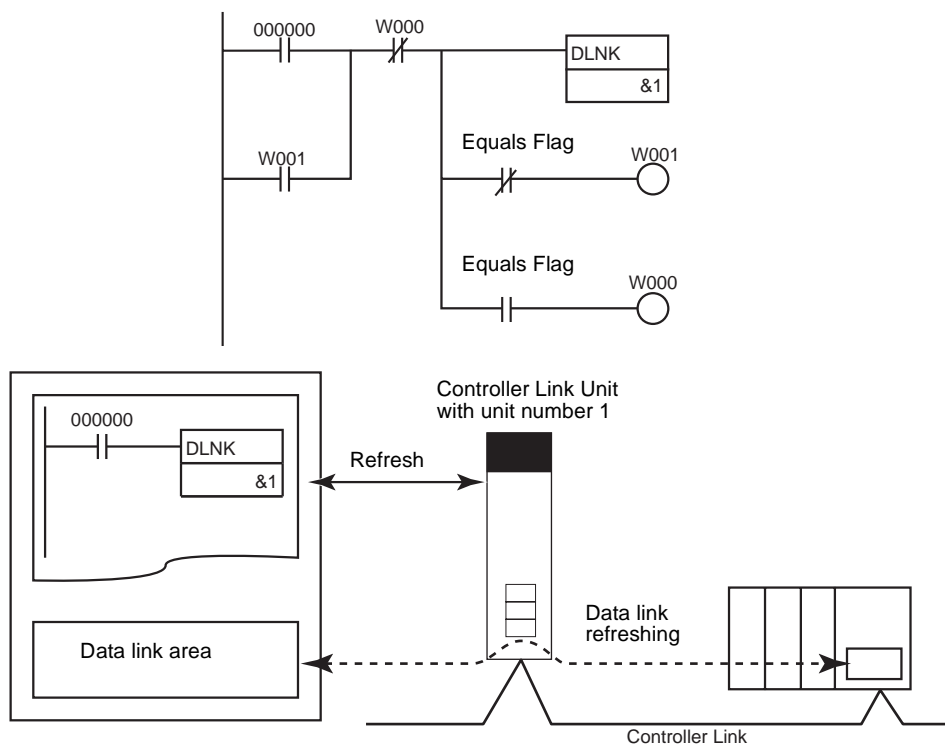 000000
W000
DLNK
&1
W001
Equals Flag
W001
Equals Flag
W000
Controller Link Unit
with unit number 1
000000
DLNK
&1
Refresh
Data link
refreshing
Data link area
Controller Link